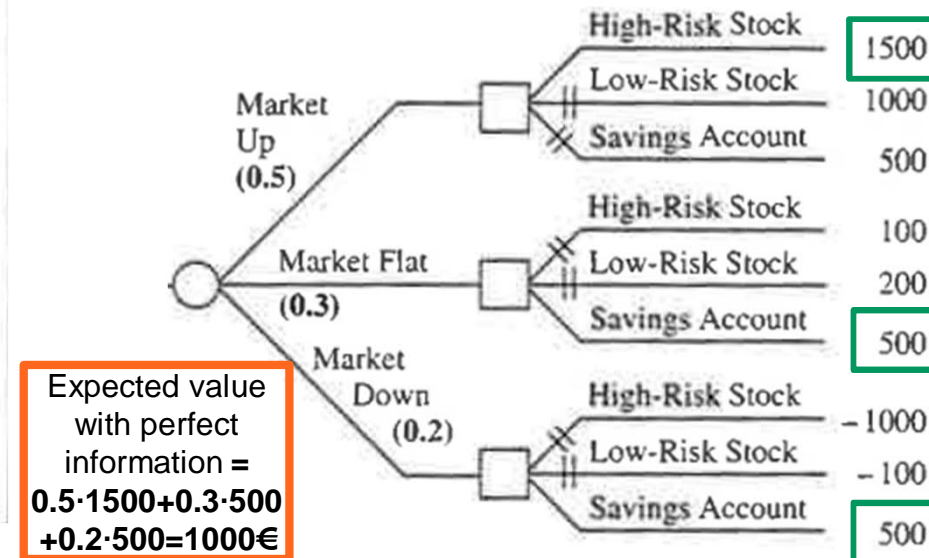 High-Risk Stock 1500
Market Up (0.5)
Low-Risk Stock 1000
Savings Account 500
High-Risk Stock 100
Market Flat
(0.3)
Low-Risk Stock 200
Savings Account 500
Market
Down
(0.2)
High-Risk Stock -1000
Low-Risk Stock -100
Savings Account 500
Expected value
with perfect
information =
0.5·1500+0.3·500
+0.2·500=1000€